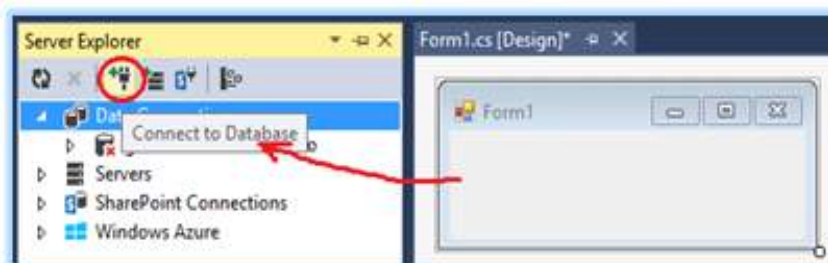 Server Explorer
Form1.cs [Design]*
Form1
Connect to Database
Servers
SharePoint Connections
Windows Azure